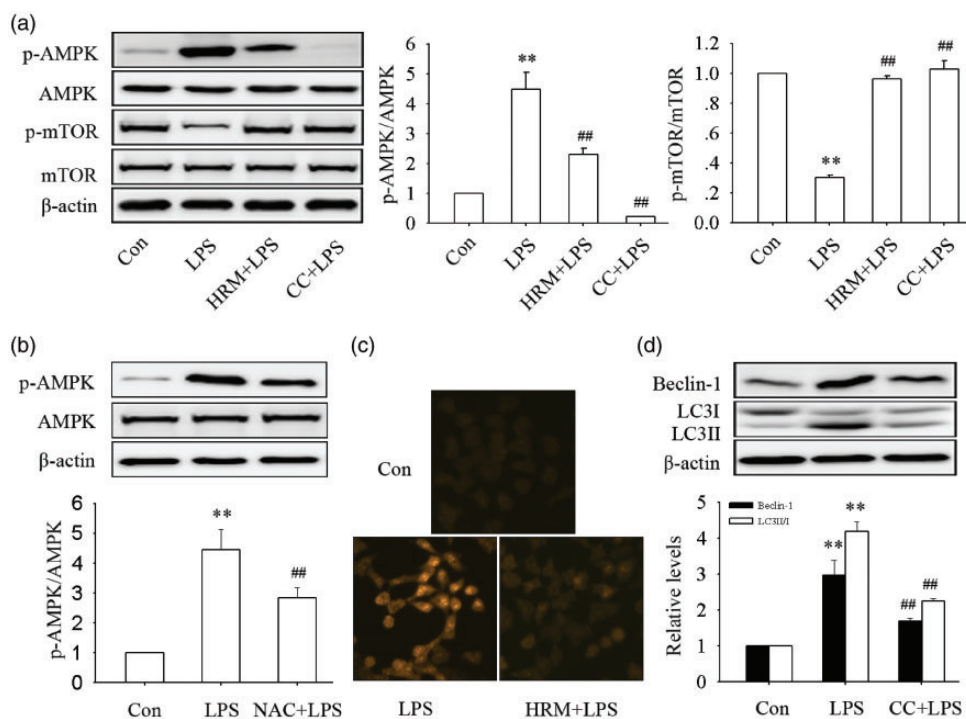 (a)
p-AMPK
AMPK
p-mTOR
mTOR
β-actin
Con
LPS
HRM+LPS
CC+LPS
p-AMPK/AMPK
6
5
4
3
2
1
0
**
##
##
Con
LPS
HRM+LPS
CC+LPS
p-mTOR/mTOR
1.2
1.0
.8
.6
.4
.2
0.0
**
##
##
Con
LPS
HRM+LPS
CC+LPS
(b)
p-AMPK
AMPK
β-actin
p-AMPK/AMPK
6
5
4
3
2
1
0
**
##
Con
LPS
NAC+LPS
(c)
Con
LPS
HRM+LPS
(d)
Beclin-1
LC3I
LC3II
β-actin
Relative levels
5
4
3
2
1
0
Beclin-1
LC3II/I
**
**
##
##
Con
LPS
CC+LPS